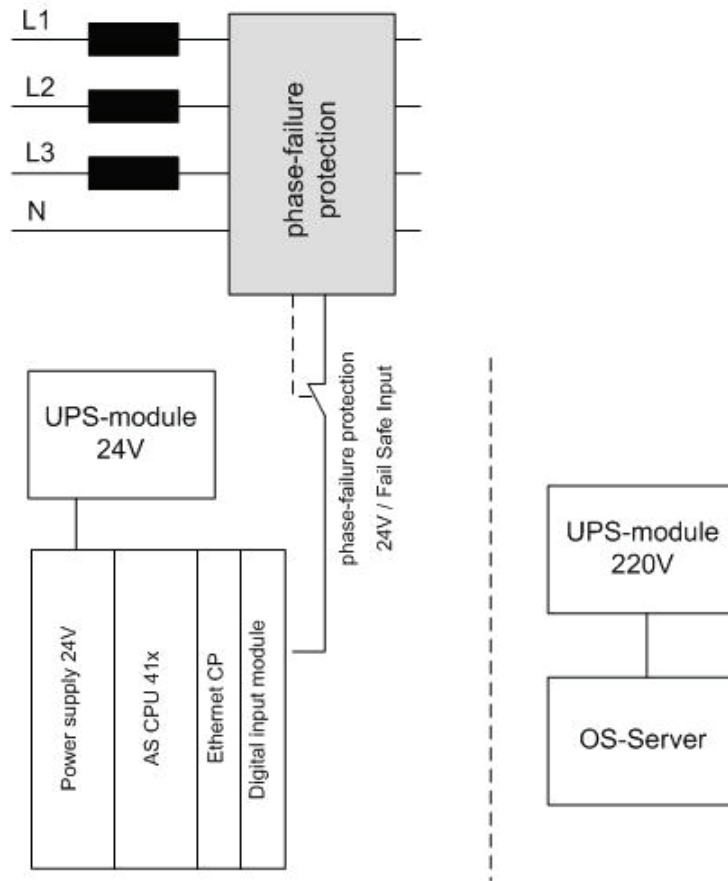 L1
L2
L3
N
phase-failure
protection
phase-failure protection
24V / Fail Safe Input
UPS-module
24V
Power supply 24V
AS CPU 41x
Ethernet CP
Digital input module
UPS-module
220V
OS-Server